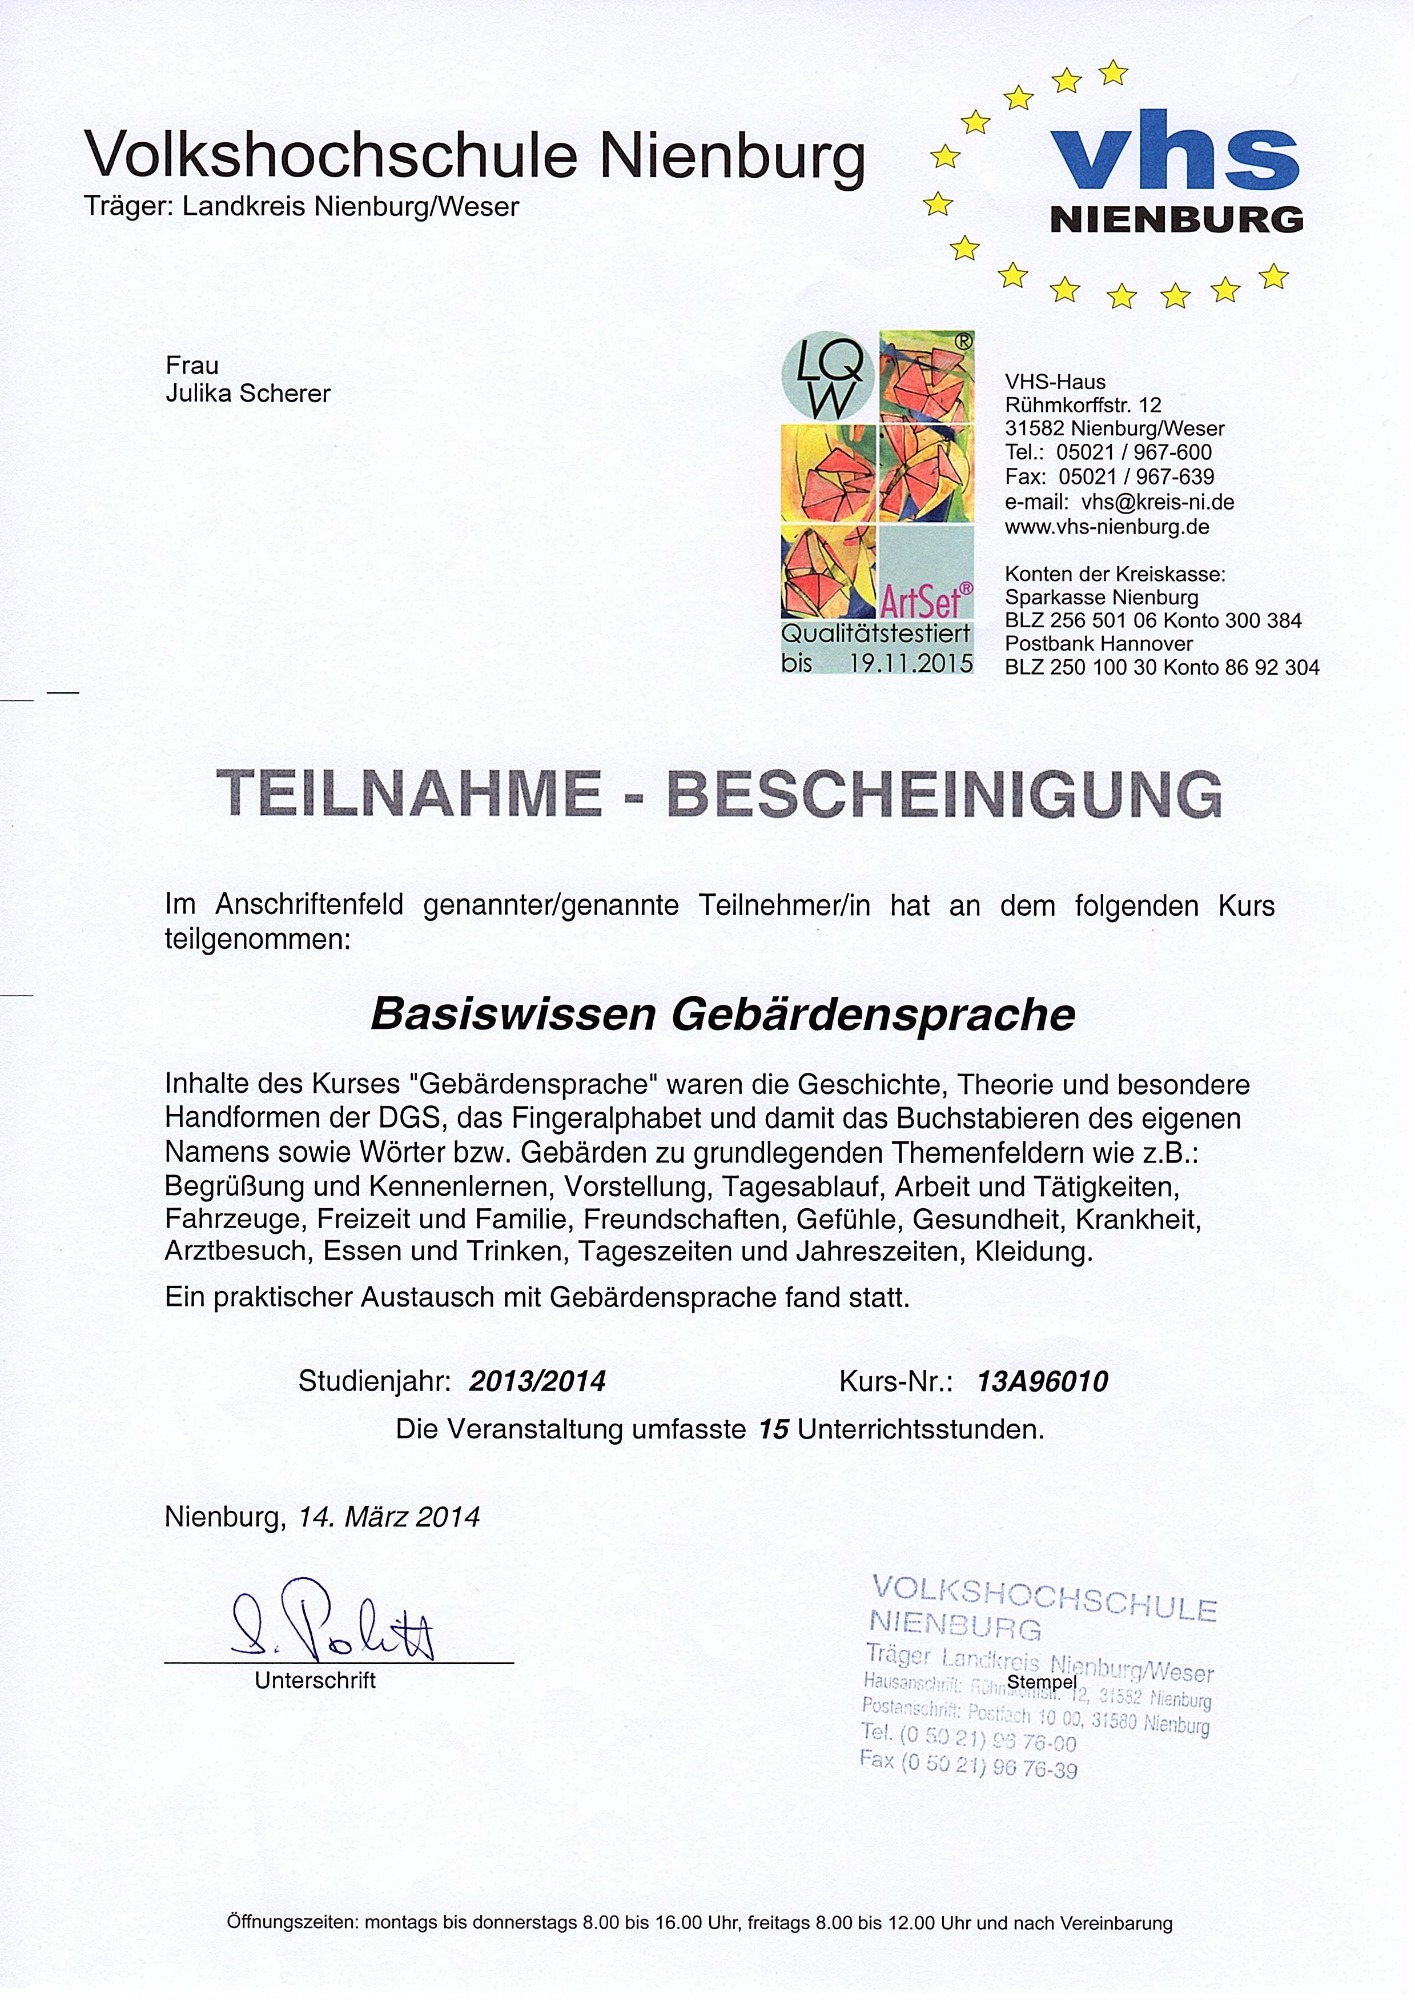 Volkshochschule Nienburg
Träger: Landkreis Nienburg/Weser
vhs
NIENBURG
Frau
Julika Scherer
LQ
W
®
ArtSet®
Qualitätstestiert
bis 19.11.2015
VHS-Haus
Rühmkorffstr. 12
31582 Nienburg/Weser
Tel.: 05021 / 967-600
Fax: 05021 / 967-639
e-mail: vhs@kreis-ni.de
www.vhs-nienburg.de
Konten der Kreiskasse:
Sparkasse Nienburg
BLZ 256 501 06 Konto 300 384
Postbank Hannover
BLZ 250 100 30 Konto 86 92 304
TEILNAHME - BESCHEINIGUNG
Im Anschriftenfeld genannter/genannte Teilnehmer/in hat an dem folgenden Kurs
teilgenommen:
Basiswissen Gebärdensprache
Inhalte des Kurses "Gebärdensprache" waren die Geschichte, Theorie und besondere
Handformen der DGS, das Fingeralphabet und damit das Buchstabieren des eigenen
Namens sowie Wörter bzw. Gebärden zu grundlegenden Themenfeldern wie z.B.:
Begrüßung und Kennenlernen, Vorstellung, Tagesablauf, Arbeit und Tätigkeiten,
Fahrzeuge, Freizeit und Familie, Freundschaften, Gefühle, Gesundheit, Krankheit,
Arztbesuch, Essen und Trinken, Tageszeiten und Jahreszeiten, Kleidung.
Ein praktischer Austausch mit Gebärdensprache fand statt.
Studienjahr: 2013/2014 Kurs-Nr.: 13A96010
Die Veranstaltung umfasste 15 Unterrichtsstunden.
Nienburg, 14. März 2014
S. Politt
Unterschrift
VOLKSHOCHSCHULE
NIENBURG
Träger Landkreis Nienburg/Weser
Hausanschrift: Rühmkorffstr. 12, 31582 Nienburg
Postanschrift: Postfach 10 00, 31580 Nienburg
Tel. (0 50 21) 96 76-00
Fax (0 50 21) 96 76-39
Stempel
Öffnungszeiten: montags bis donnerstags 8.00 bis 16.00 Uhr, freitags 8.00 bis 12.00 Uhr und nach Vereinbarung